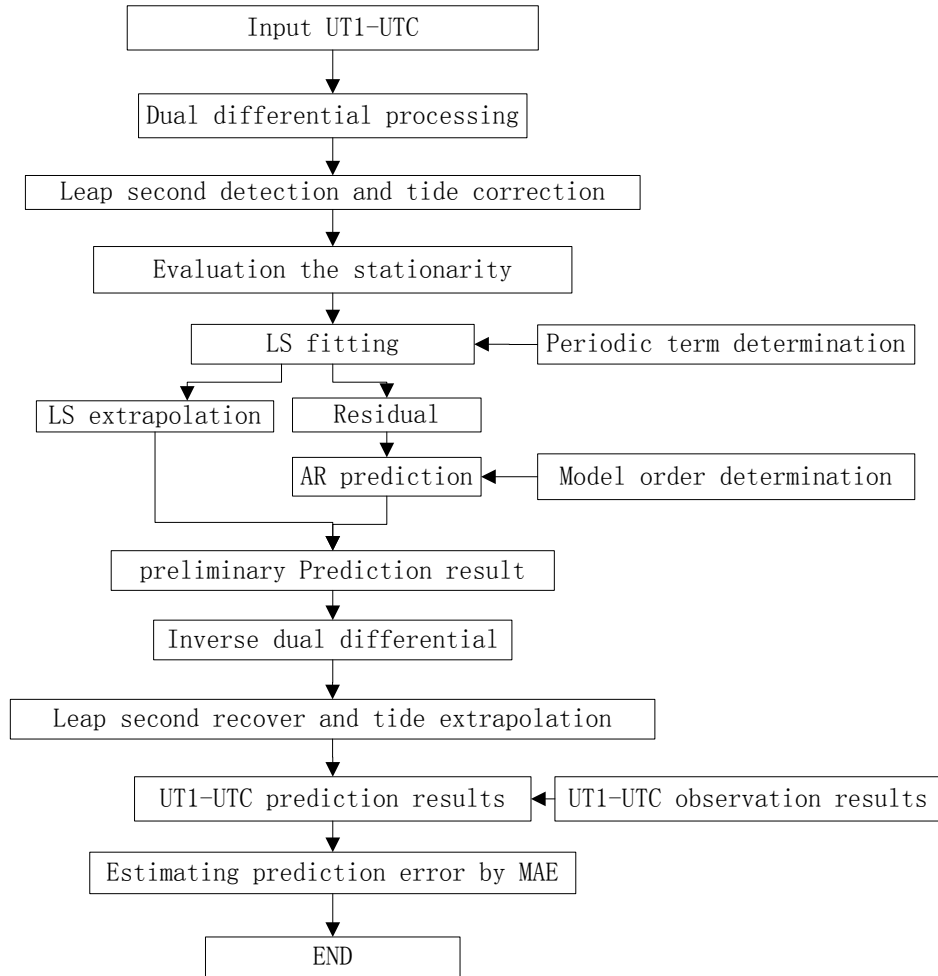 Input UT1-UTC
Dual differential processing
Leap second detection and tide correction
Evaluation the stationarity
LS fitting
Periodic term determination
LS extrapolation
Residual
AR prediction
Model order determination
preliminary Prediction result
Inverse dual differential
Leap second recover and tide extrapolation
UT1-UTC prediction results
UT1-UTC observation results
Estimating prediction error by MAE
END